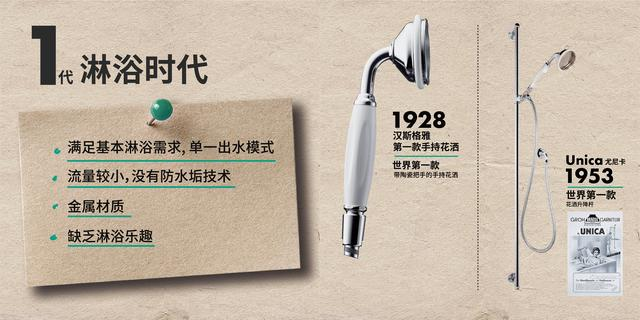 1代 淋浴时代
满足基本淋浴需求, 单一出水模式
流量较小, 没有防水垢技术
金属材质
缺乏淋浴乐趣
1928
汉斯格雅
第一款手持花洒
世界第一款
带陶瓷把手的手持花洒
Unica 尤尼卡
1953
世界第一款
花洒升降杆
UNICA